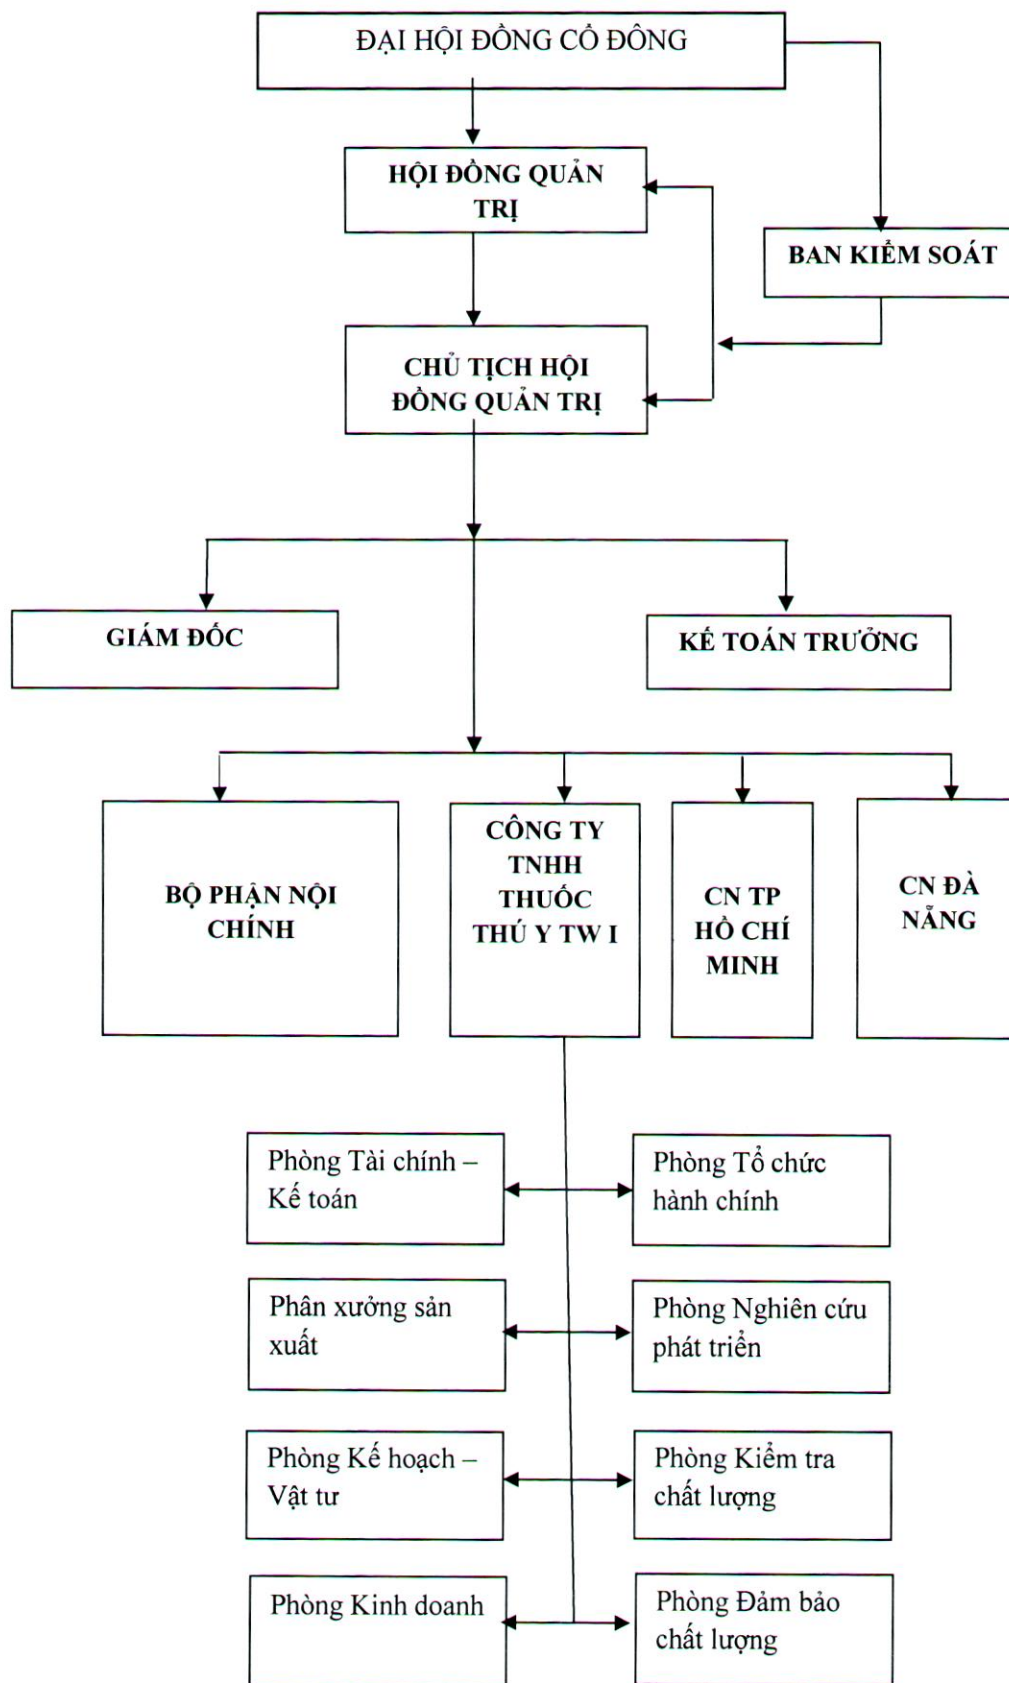 ĐẠI HỘI ĐỒNG CỔ ĐÔNG
HỘI ĐỒNG QUẢN
TRỊ
BAN KIỂM SOÁT
CHỦ TỊCH HỘI
ĐỒNG QUẢN TRỊ
GIÁM ĐỐC
KẾ TOÁN TRƯỞNG
BỘ PHẬN NỘI
CHÍNH
CÔNG TY
TNHH
THUỐC
THÚ Y TW I
CN TP
HỒ CHÍ
MINH
CN ĐÀ
NẴNG
Phòng Tài chính –
Kế toán
Phòng Tổ chức
hành chính
Phân xưởng sản
xuất
Phòng Nghiên cứu
phát triển
Phòng Kế hoạch –
Vật tư
Phòng Kiểm tra
chất lượng
Phòng Kinh doanh
Phòng Đảm bảo
chất lượng